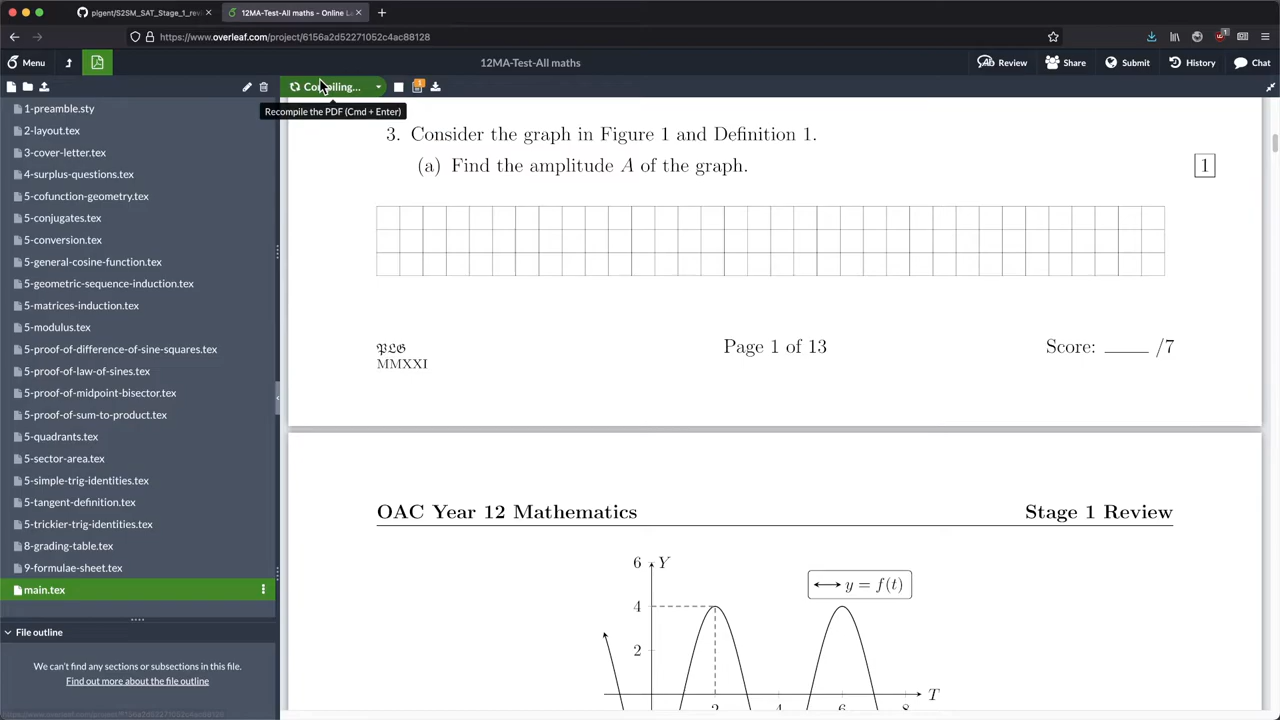 plgent/S2SM_SAT_Stage_1_rev
12MA-Test-All maths - Online L
https://www.overleaf.com/project/6156a2d52271052c4ac88128
Menu
12MA-Test-All maths
Review
Share
Submit
History
Chat
Compiling...
Recompile the PDF (Cmd + Enter)
1-preamble.sty
2-layout.tex
3-cover-letter.tex
4-surplus-questions.tex
5-cofunction-geometry.tex
5-conjugates.tex
5-conversion.tex
5-general-cosine-function.tex
5-geometric-sequence-induction.tex
5-matrices-induction.tex
5-modulus.tex
5-proof-of-difference-of-sine-squares.tex
5-proof-of-law-of-sines.tex
5-proof-of-midpoint-bisector.tex
5-proof-of-sum-to-product.tex
5-quadrants.tex
5-sector-area.tex
5-simple-trig-identities.tex
5-tangent-definition.tex
5-trickier-trig-identities.tex
8-grading-table.tex
9-formulae-sheet.tex
main.tex
File outline
We can't find any sections or subsections in this file.
Find out more about the file outline
3. Consider the graph in Figure 1 and Definition 1.
(a) Find the amplitude A of the graph.
1
PLG
MMXXI
Page 1 of 13
Score: ____ /7
OAC Year 12 Mathematics
Stage 1 Review
6
Y
y = f(t)
4
2
T
2
4
6
8